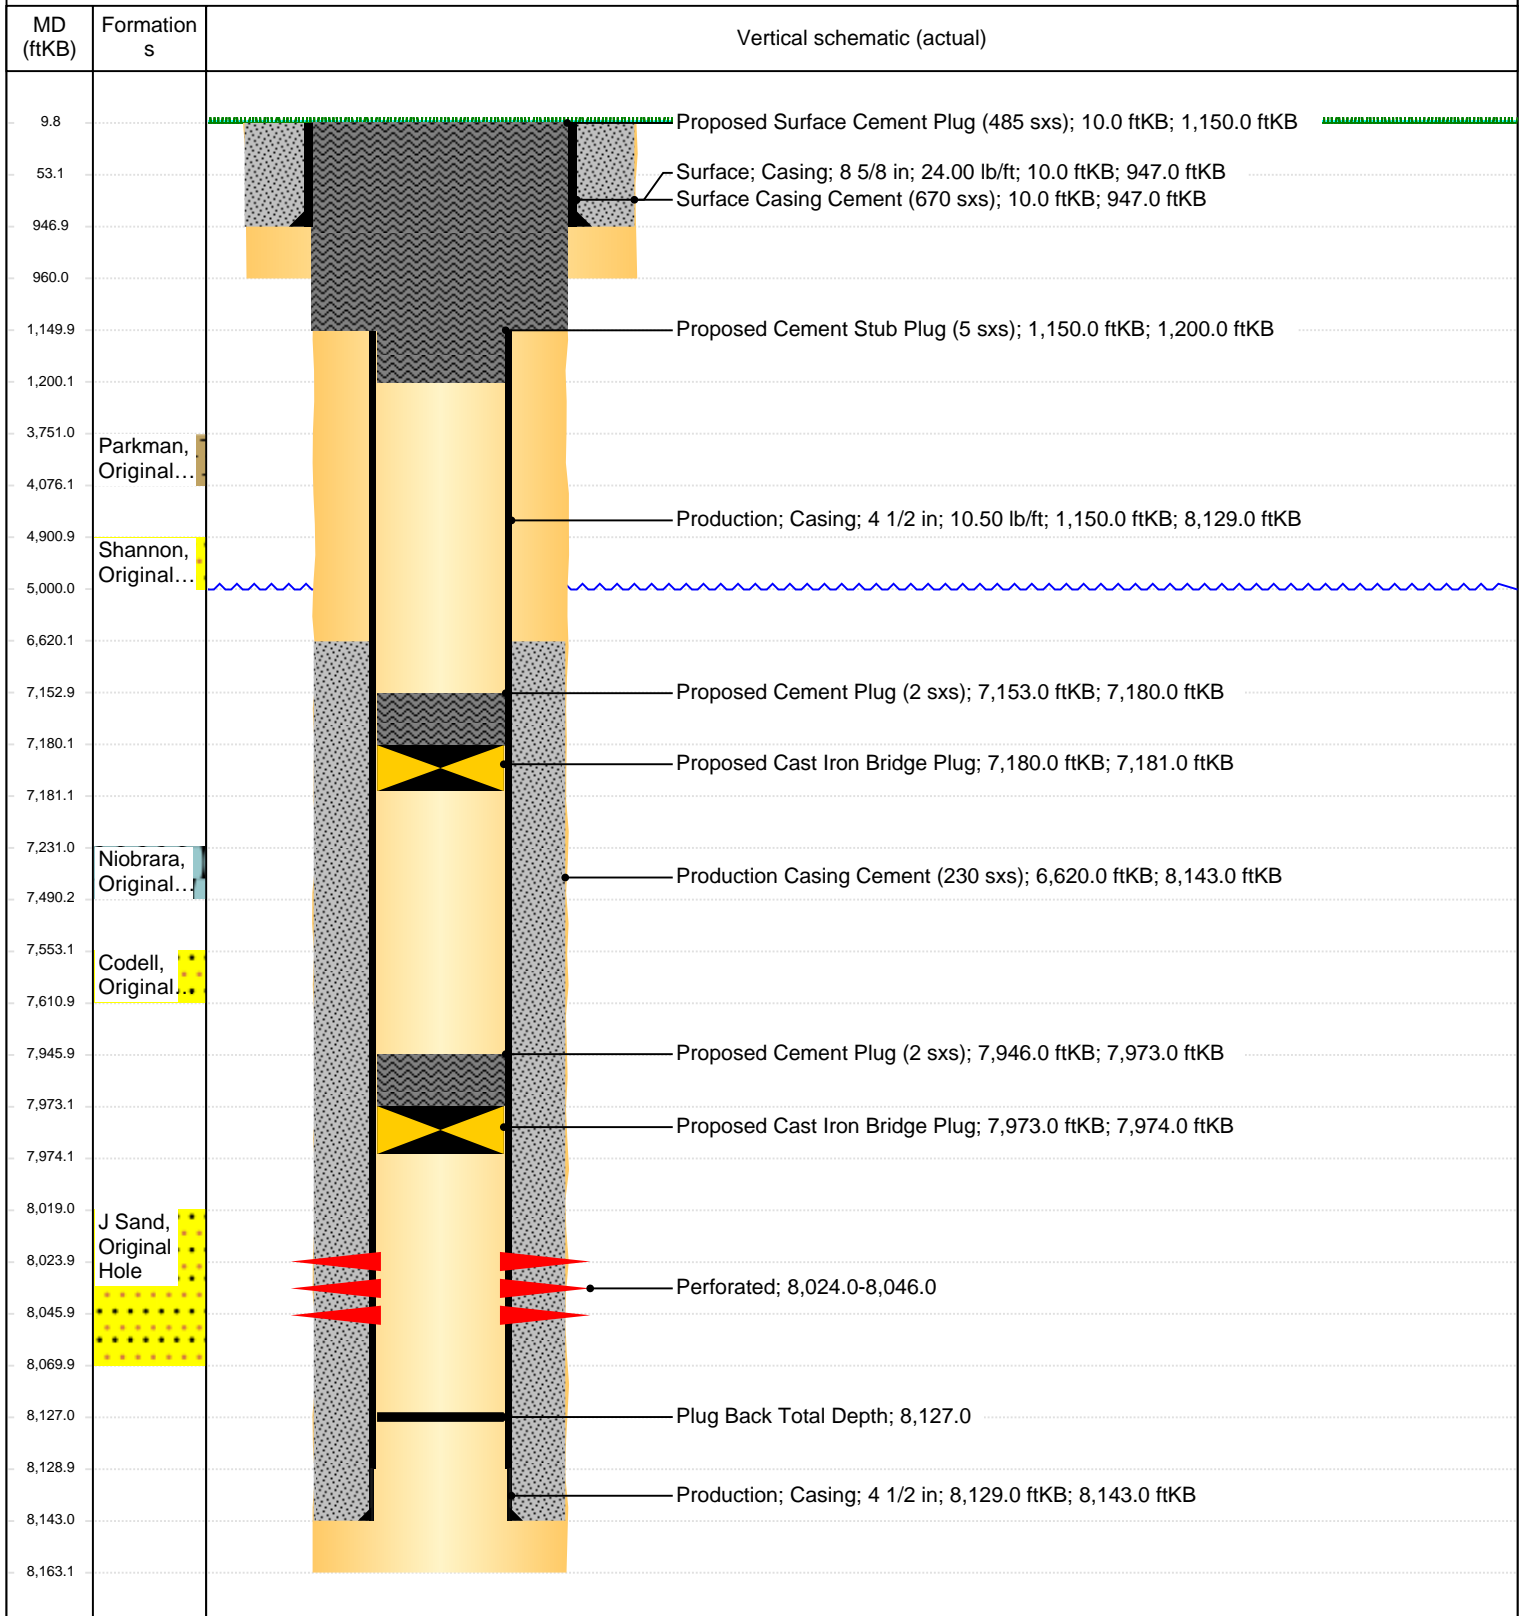 MD
(ftKB)
Formation
s
Vertical schematic (actual)
9.8
Proposed Surface Cement Plug (485 sxs); 10.0 ftKB; 1,150.0 ftKB
53.1
Surface; Casing; 8 5/8 in; 24.00 lb/ft; 10.0 ftKB; 947.0 ftKB
Surface Casing Cement (670 sxs); 10.0 ftKB; 947.0 ftKB
946.9
960.0
1,149.9
Proposed Cement Stub Plug (5 sxs); 1,150.0 ftKB; 1,200.0 ftKB
1,200.1
3,751.0
Parkman,
Original…
4,076.1
Production; Casing; 4 1/2 in; 10.50 lb/ft; 1,150.0 ftKB; 8,129.0 ftKB
4,900.9
Shannon,
Original…
5,000.0
6,620.1
7,152.9
Proposed Cement Plug (2 sxs); 7,153.0 ftKB; 7,180.0 ftKB
7,180.1
Proposed Cast Iron Bridge Plug; 7,180.0 ftKB; 7,181.0 ftKB
7,181.1
7,231.0
Niobrara,
Original…
Production Casing Cement (230 sxs); 6,620.0 ftKB; 8,143.0 ftKB
7,490.2
7,553.1
Codell,
Original…
7,610.9
7,945.9
Proposed Cement Plug (2 sxs); 7,946.0 ftKB; 7,973.0 ftKB
7,973.1
Proposed Cast Iron Bridge Plug; 7,973.0 ftKB; 7,974.0 ftKB
7,974.1
8,019.0
J Sand,
Original
Hole
8,023.9
Perforated; 8,024.0-8,046.0
8,045.9
8,069.9
8,127.0
Plug Back Total Depth; 8,127.0
8,128.9
Production; Casing; 4 1/2 in; 8,129.0 ftKB; 8,143.0 ftKB
8,143.0
8,163.1